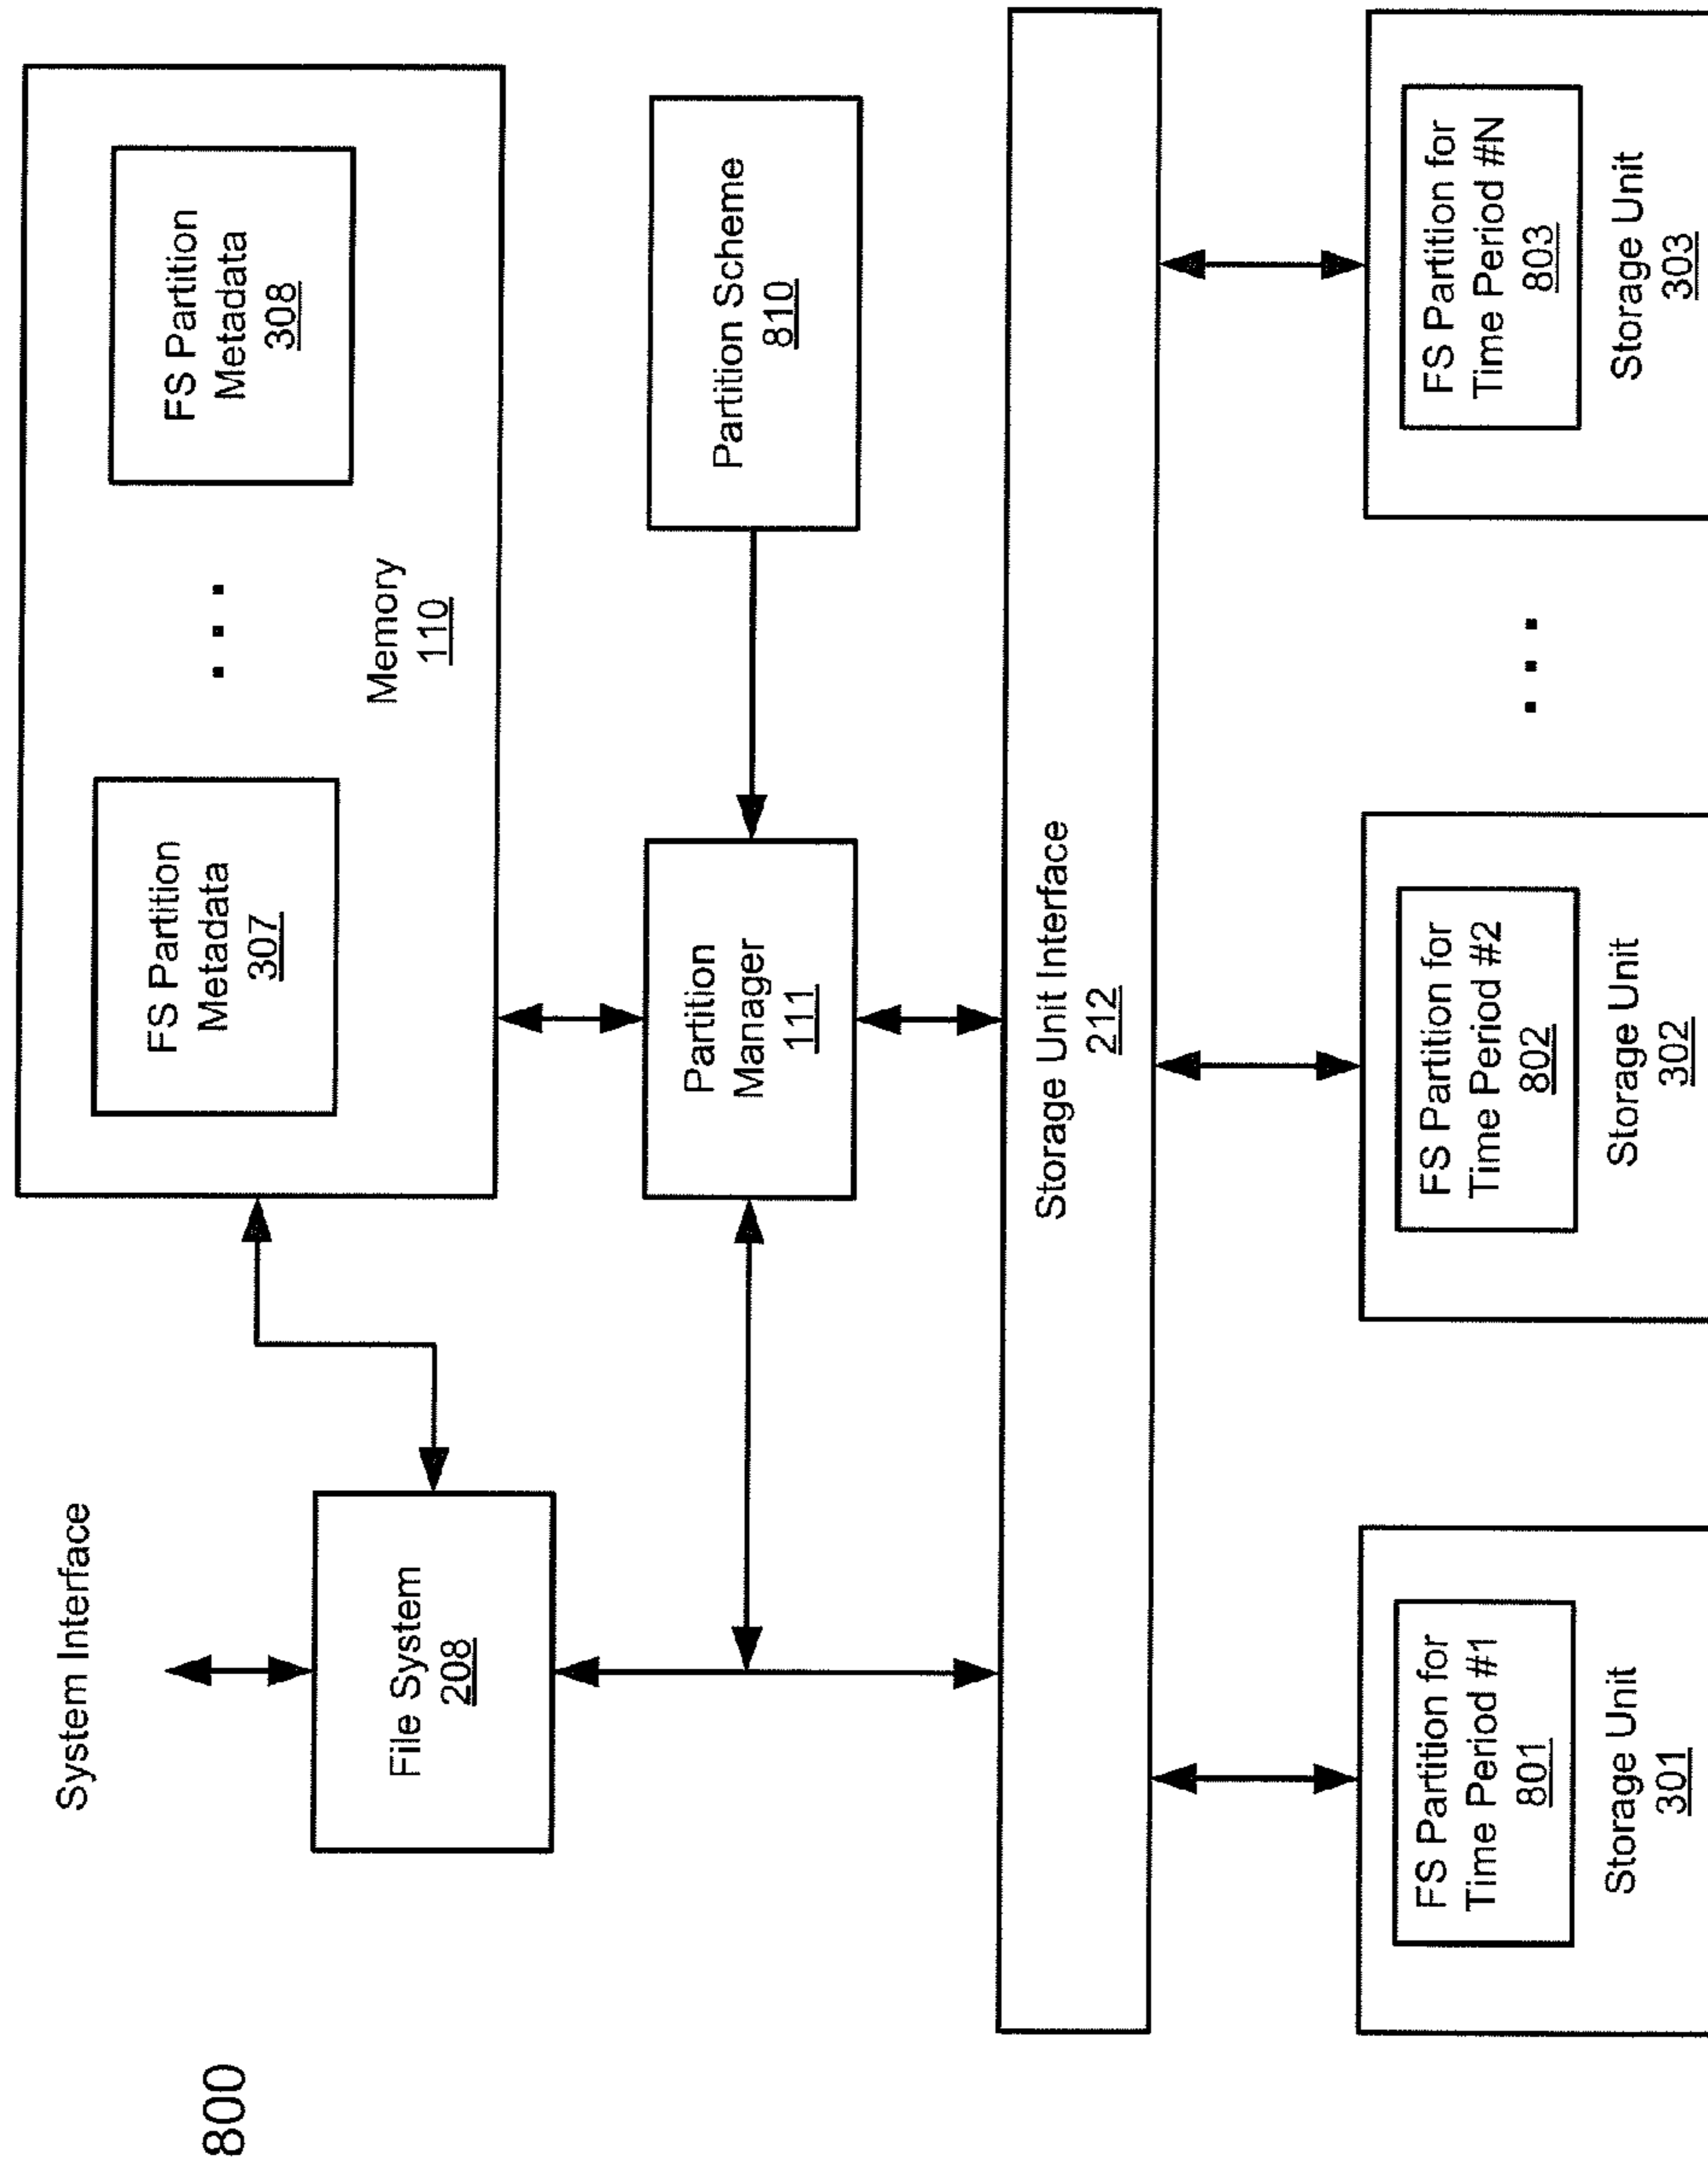 800
System Interface
File System
208
FS Partition
Metadata
307
. . .
FS Partition
Metadata
308
Memory
110
Partition
Manager
111
Partition Scheme
810
Storage Unit Interface
212
FS Partition for
Time Period #1
801
Storage Unit
301
FS Partition for
Time Period #2
802
Storage Unit
302
. . .
FS Partition for
Time Period #N
803
Storage Unit
303